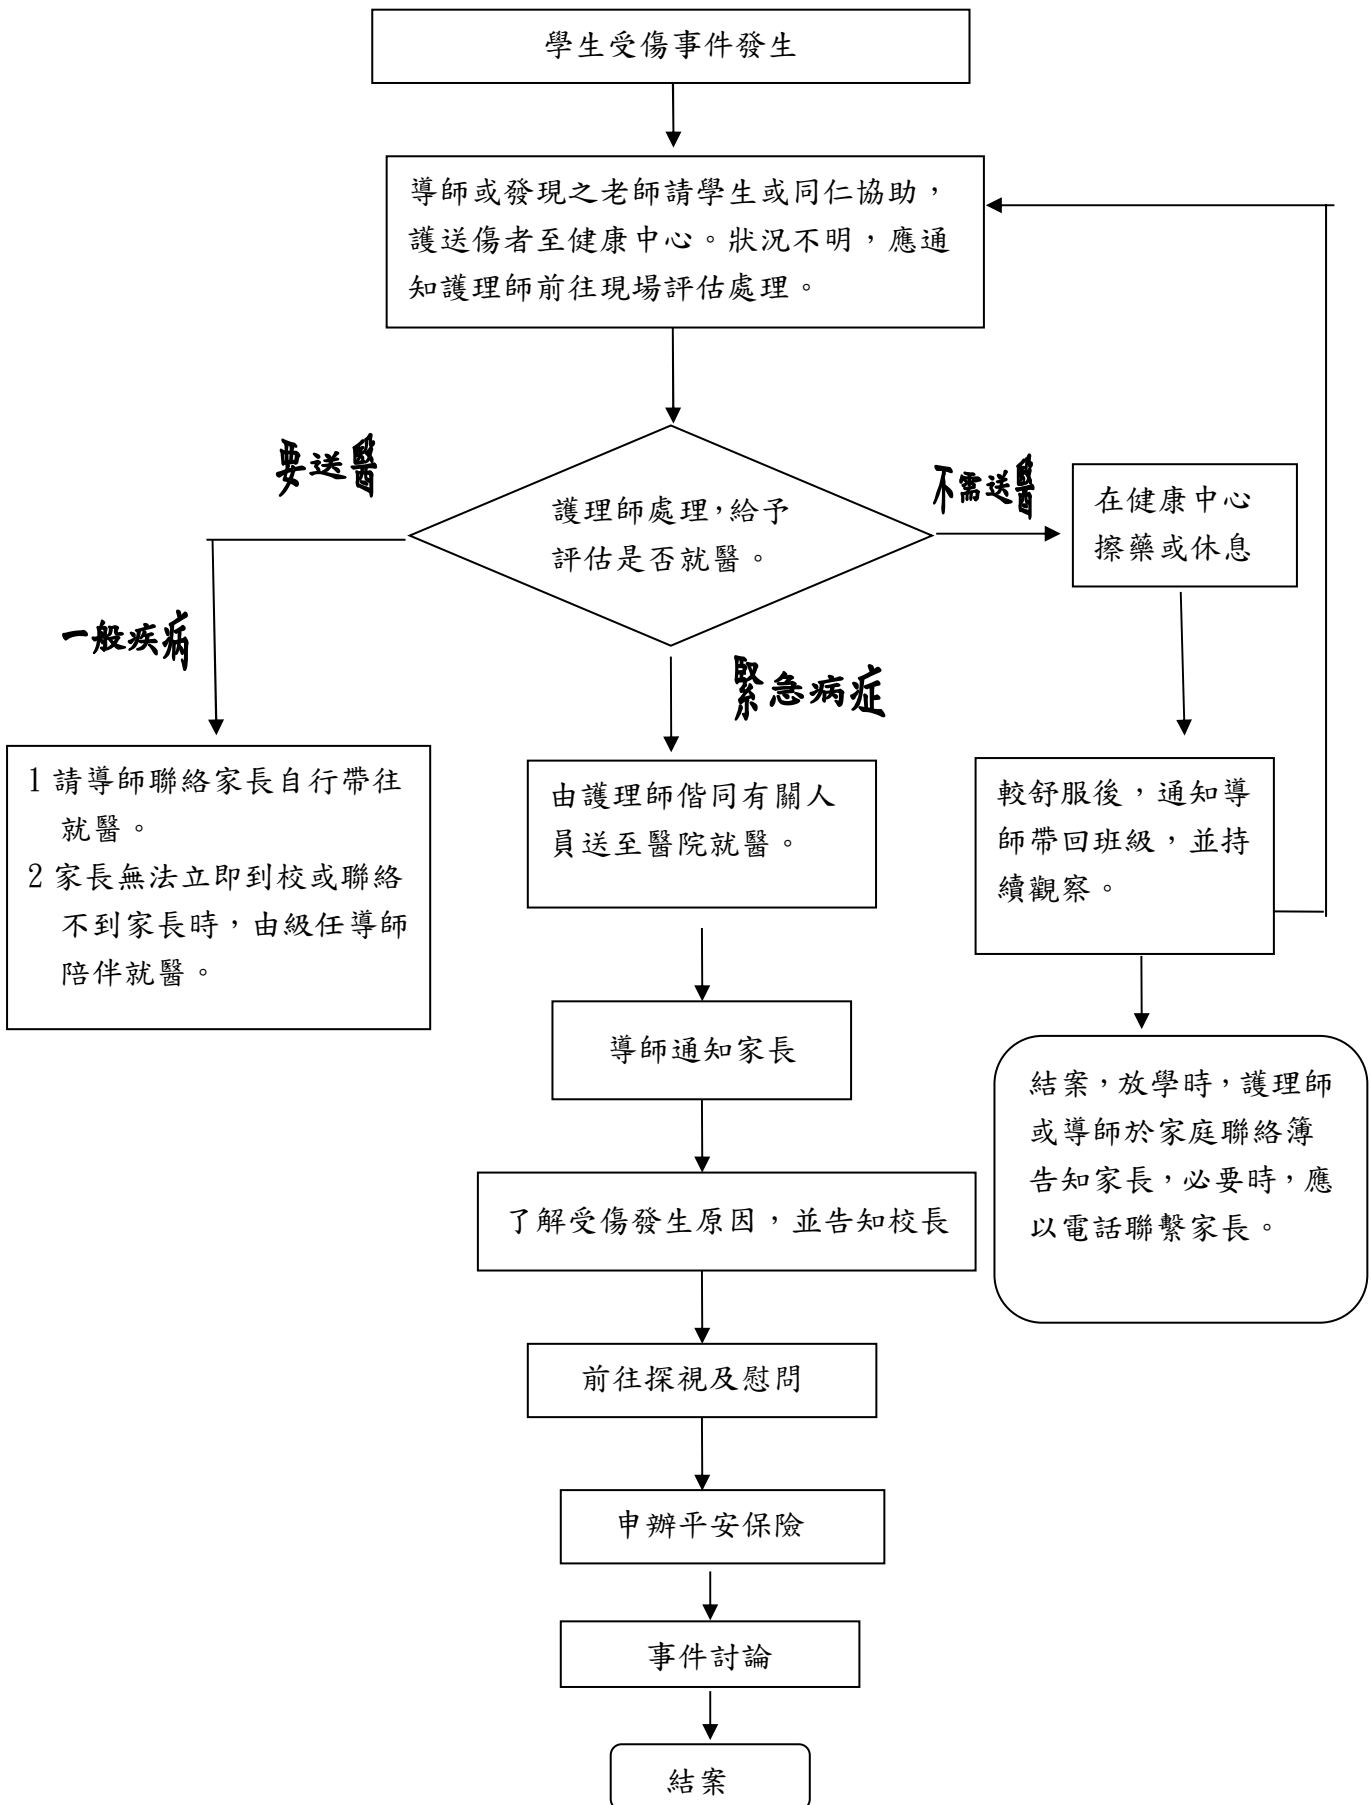 學生受傷事件發生
導師或發現之老師請學生或同仁協助，
護送傷者至健康中心。狀況不明，應通
知護理師前往現場評估處理。
要送醫
不需送醫
護理師處理，給予
評估是否就醫。
在健康中心
擦藥或休息
一般疾病
緊急病症
1 請導師聯絡家長自行帶往
就醫。
2 家長無法立即到校或聯絡
不到家長時，由級任導師
陪伴就醫。
由護理師偕同有關人
員送至醫院就醫。
較舒服後，通知導
師帶回班級，並持
續觀察。
導師通知家長
結案，放學時，護理師
或導師於家庭聯絡簿
告知家長，必要時，應
以電話聯繫家長。
了解受傷發生原因，並告知校長
前往探視及慰問
申辦平安保險
事件討論
結案